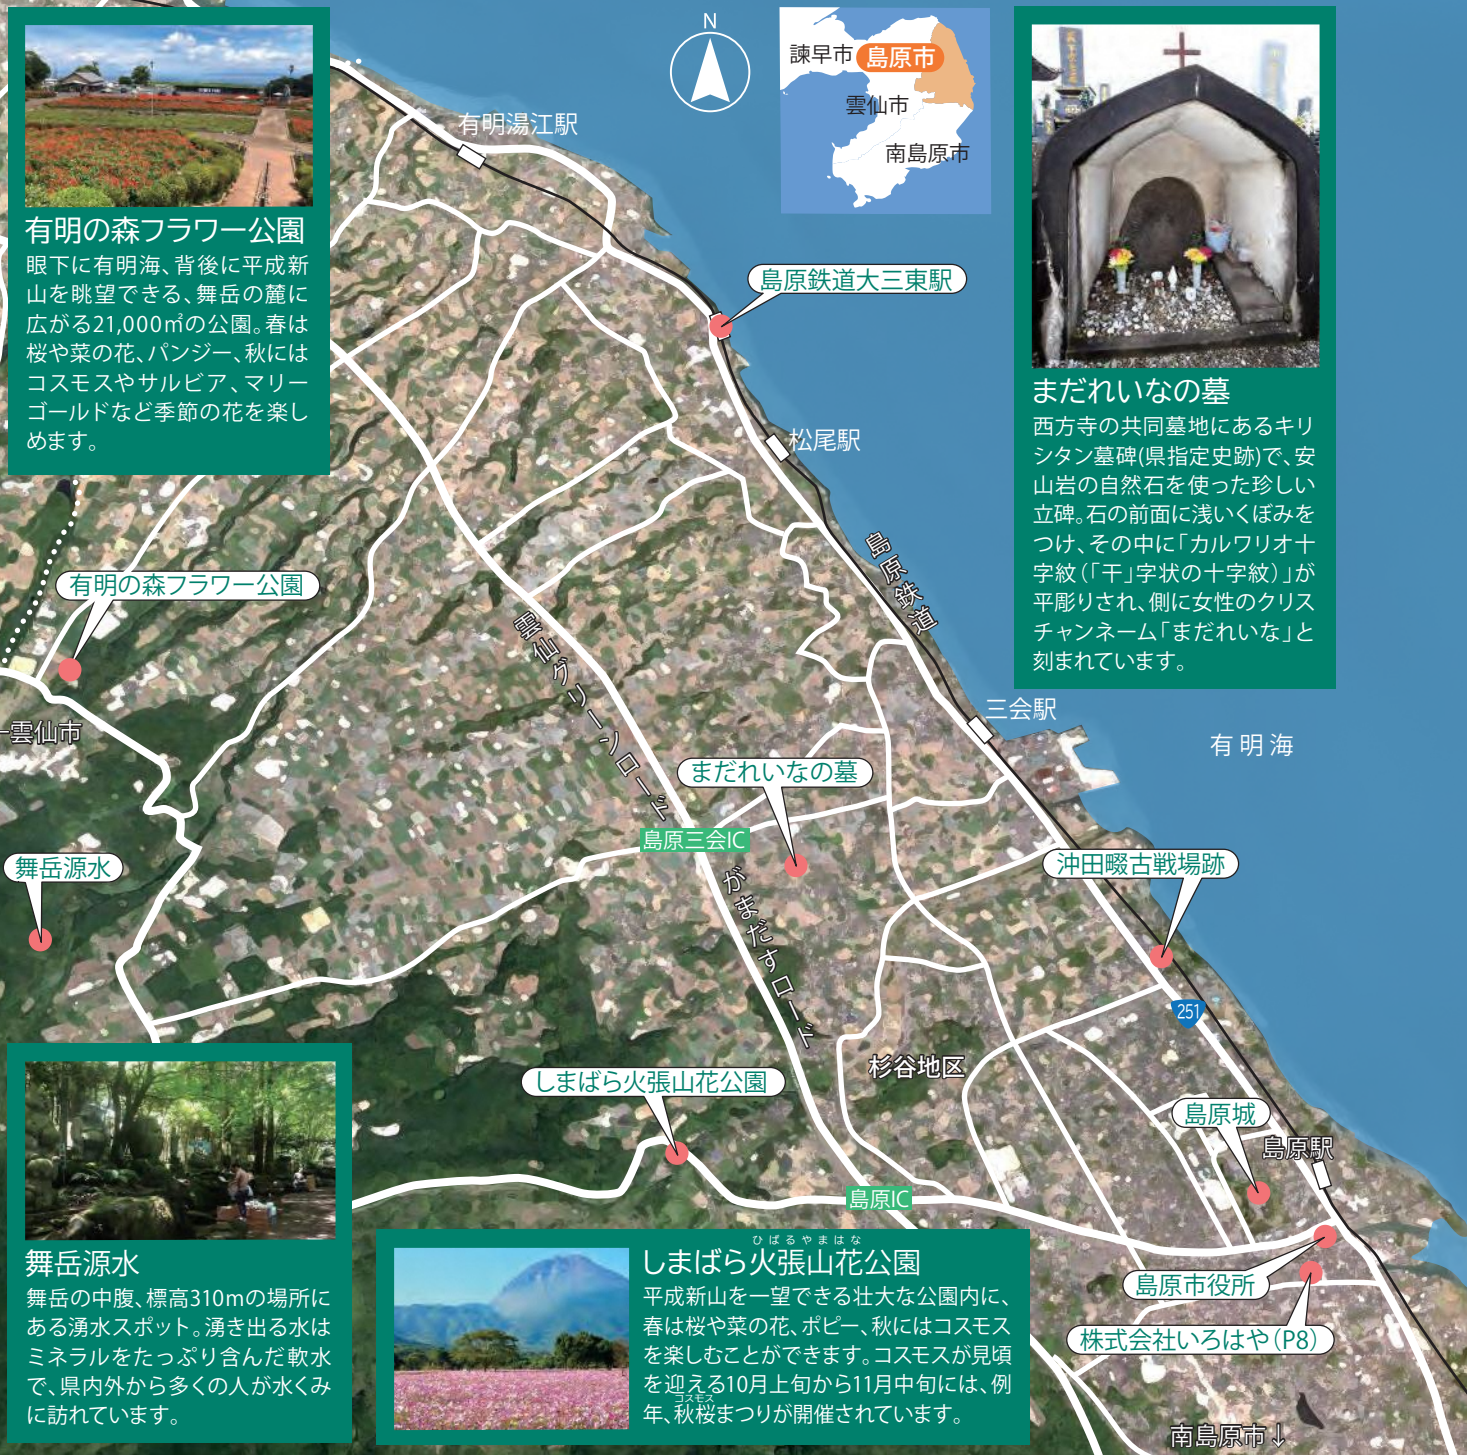 有明の森フラワー公園
眼下に有明海、背後に平成新
山を眺望できる、舞岳の麓に
広がる21,000㎡の公園。春は
桜や菜の花、パンジー、秋には
コスモスやサルビア、マリー
ゴールドなど季節の花を楽し
めます。
N
諫早市
島原市
雲仙市
南島原市
まだれいなの墓
西方寺の共同墓地にあるキリ
シタン墓碑(県指定史跡)で、安
山岩の自然石を使った珍しい
立碑。石の前面に浅いくぼみを
つけ、その中に「カルワリオ十
字紋(「干」字状の十字紋)」が
平彫りされ、側に女性のクリス
チャンネーム「まだれいな」と
刻まれています。
有明湯江駅
島原鉄道大三東駅
松尾駅
島原鉄道
有明の森フラワー公園
雲仙グリーンロード
三会駅
有明海
雲仙市
まだれいなの墓
島原三会IC
舞岳源水
がまだすロード
沖田畷古戦場跡
251
杉谷地区
しまばら火張山花公園
島原城
島原駅
島原IC
島原市役所
株式会社いろはや(P8)
南島原市↓
舞岳源水
舞岳の中腹、標高310mの場所に
ある湧水スポット。湧き出る水は
ミネラルをたっぷり含んだ軟水
で、県内外から多くの人が水くみ
に訪れています。
ひばるやまはな
しまばら火張山花公園
平成新山を一望できる壮大な公園内に、
春は桜や菜の花、ポピー、秋にはコスモス
を楽しむことができます。コスモスが見頃
を迎える10月上旬から11月中旬には、例
コスモス
年、秋桜まつりが開催されています。